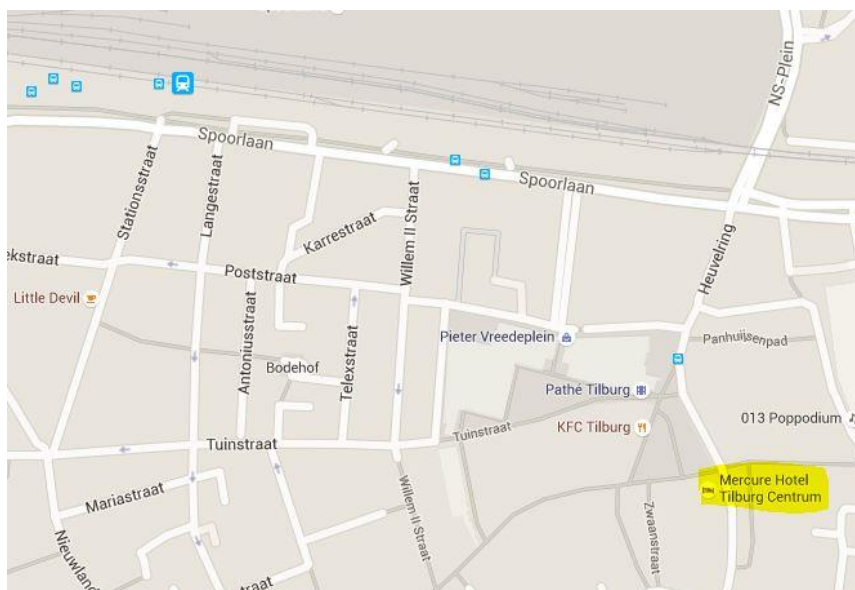 NS-Plein
Spoorlaan
Spoorlaan
Stationsstraat
Langestraat
Karrestraat
Willem II Straat
Heuvelring
ekstraat
Poststraat
Little Devil
Antoniusstraat
Telexstraat
Bodehof
Pieter Vreedeplein
Panhuijsenpad
Pathé Tilburg
013 Poppodium
KFC Tilburg
Tuinstraat
Tuinstraat
Mercure Hotel
Tilburg Centrum
Mariastraat
Willem II Straat
Zwaanstraat
Nieuwland
straat